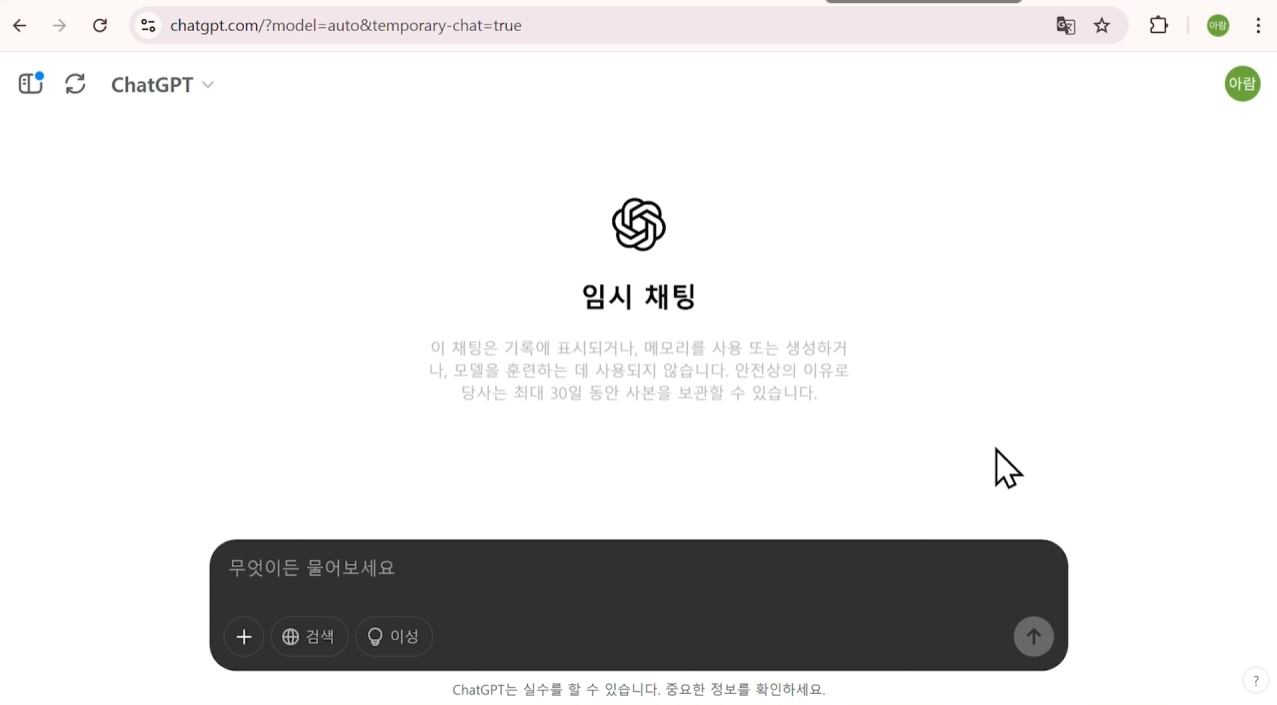 chatgpt.com/?model=auto&temporary-chat=true
아람
ChatGPT
아람
임시 채팅
이 채팅은 기록에 표시되거나, 메모리를 사용 또는 생성하거
나, 모델을 훈련하는 데 사용되지 않습니다. 안전상의 이유로
당사는 최대 30일 동안 사본을 보관할 수 있습니다.
무엇이든 물어보세요
검색 이성
ChatGPT는 실수를 할 수 있습니다. 중요한 정보를 확인하세요.
?